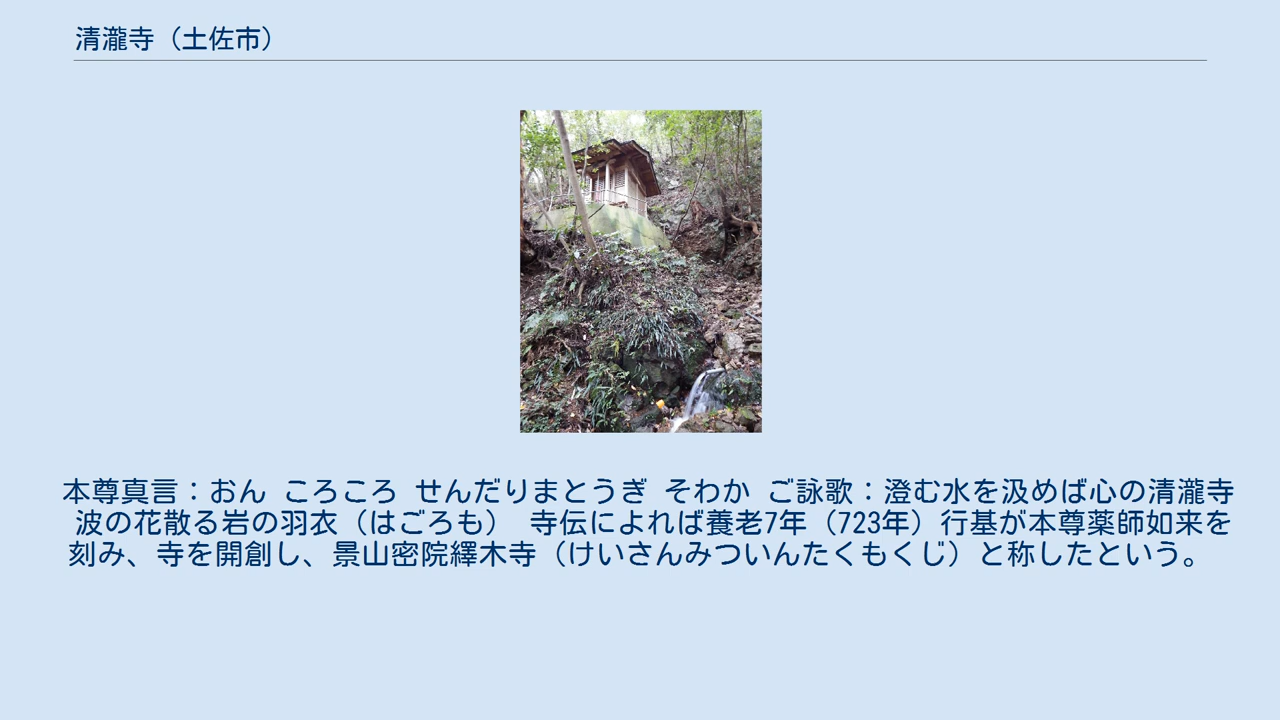 清瀧寺（土佐市）
本尊真言：おん ころころ せんだりまとうぎ そわか ご詠歌：澄む水を汲めば心の清瀧寺
波の花散る岩の羽衣（はごろも） 寺伝によれば養老7年（723年）行基が本尊薬師如来を
刻み、寺を開創し、景山密院繹木寺（けいさんみついんたくもくじ）と称したという。